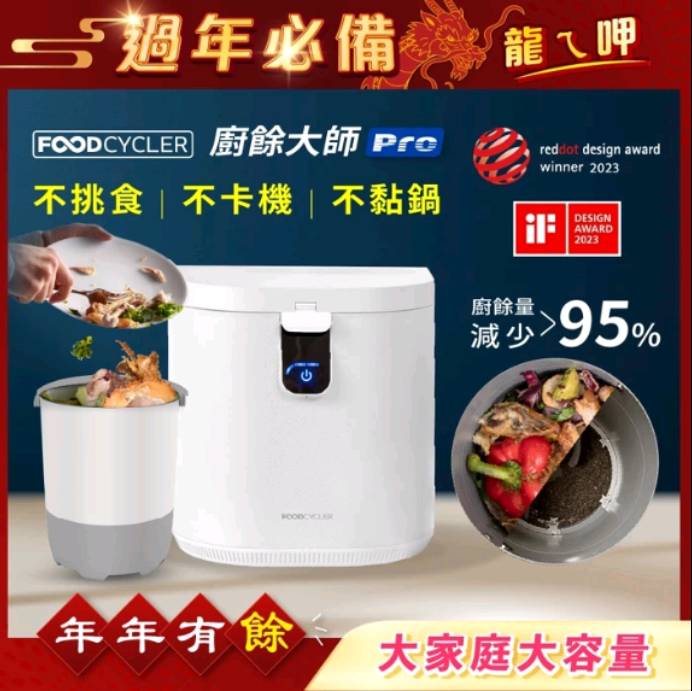 過年必備
龍ㄟ呷
FOODCYCLER 廚餘大師 Pro
不挑食 | 不卡機 | 不黏鍋
reddot design award
winner 2023
iF DESIGN
AWARD
2023
廚餘量
減少>95%
FOODCYCLER
年年有餘
大家庭大容量